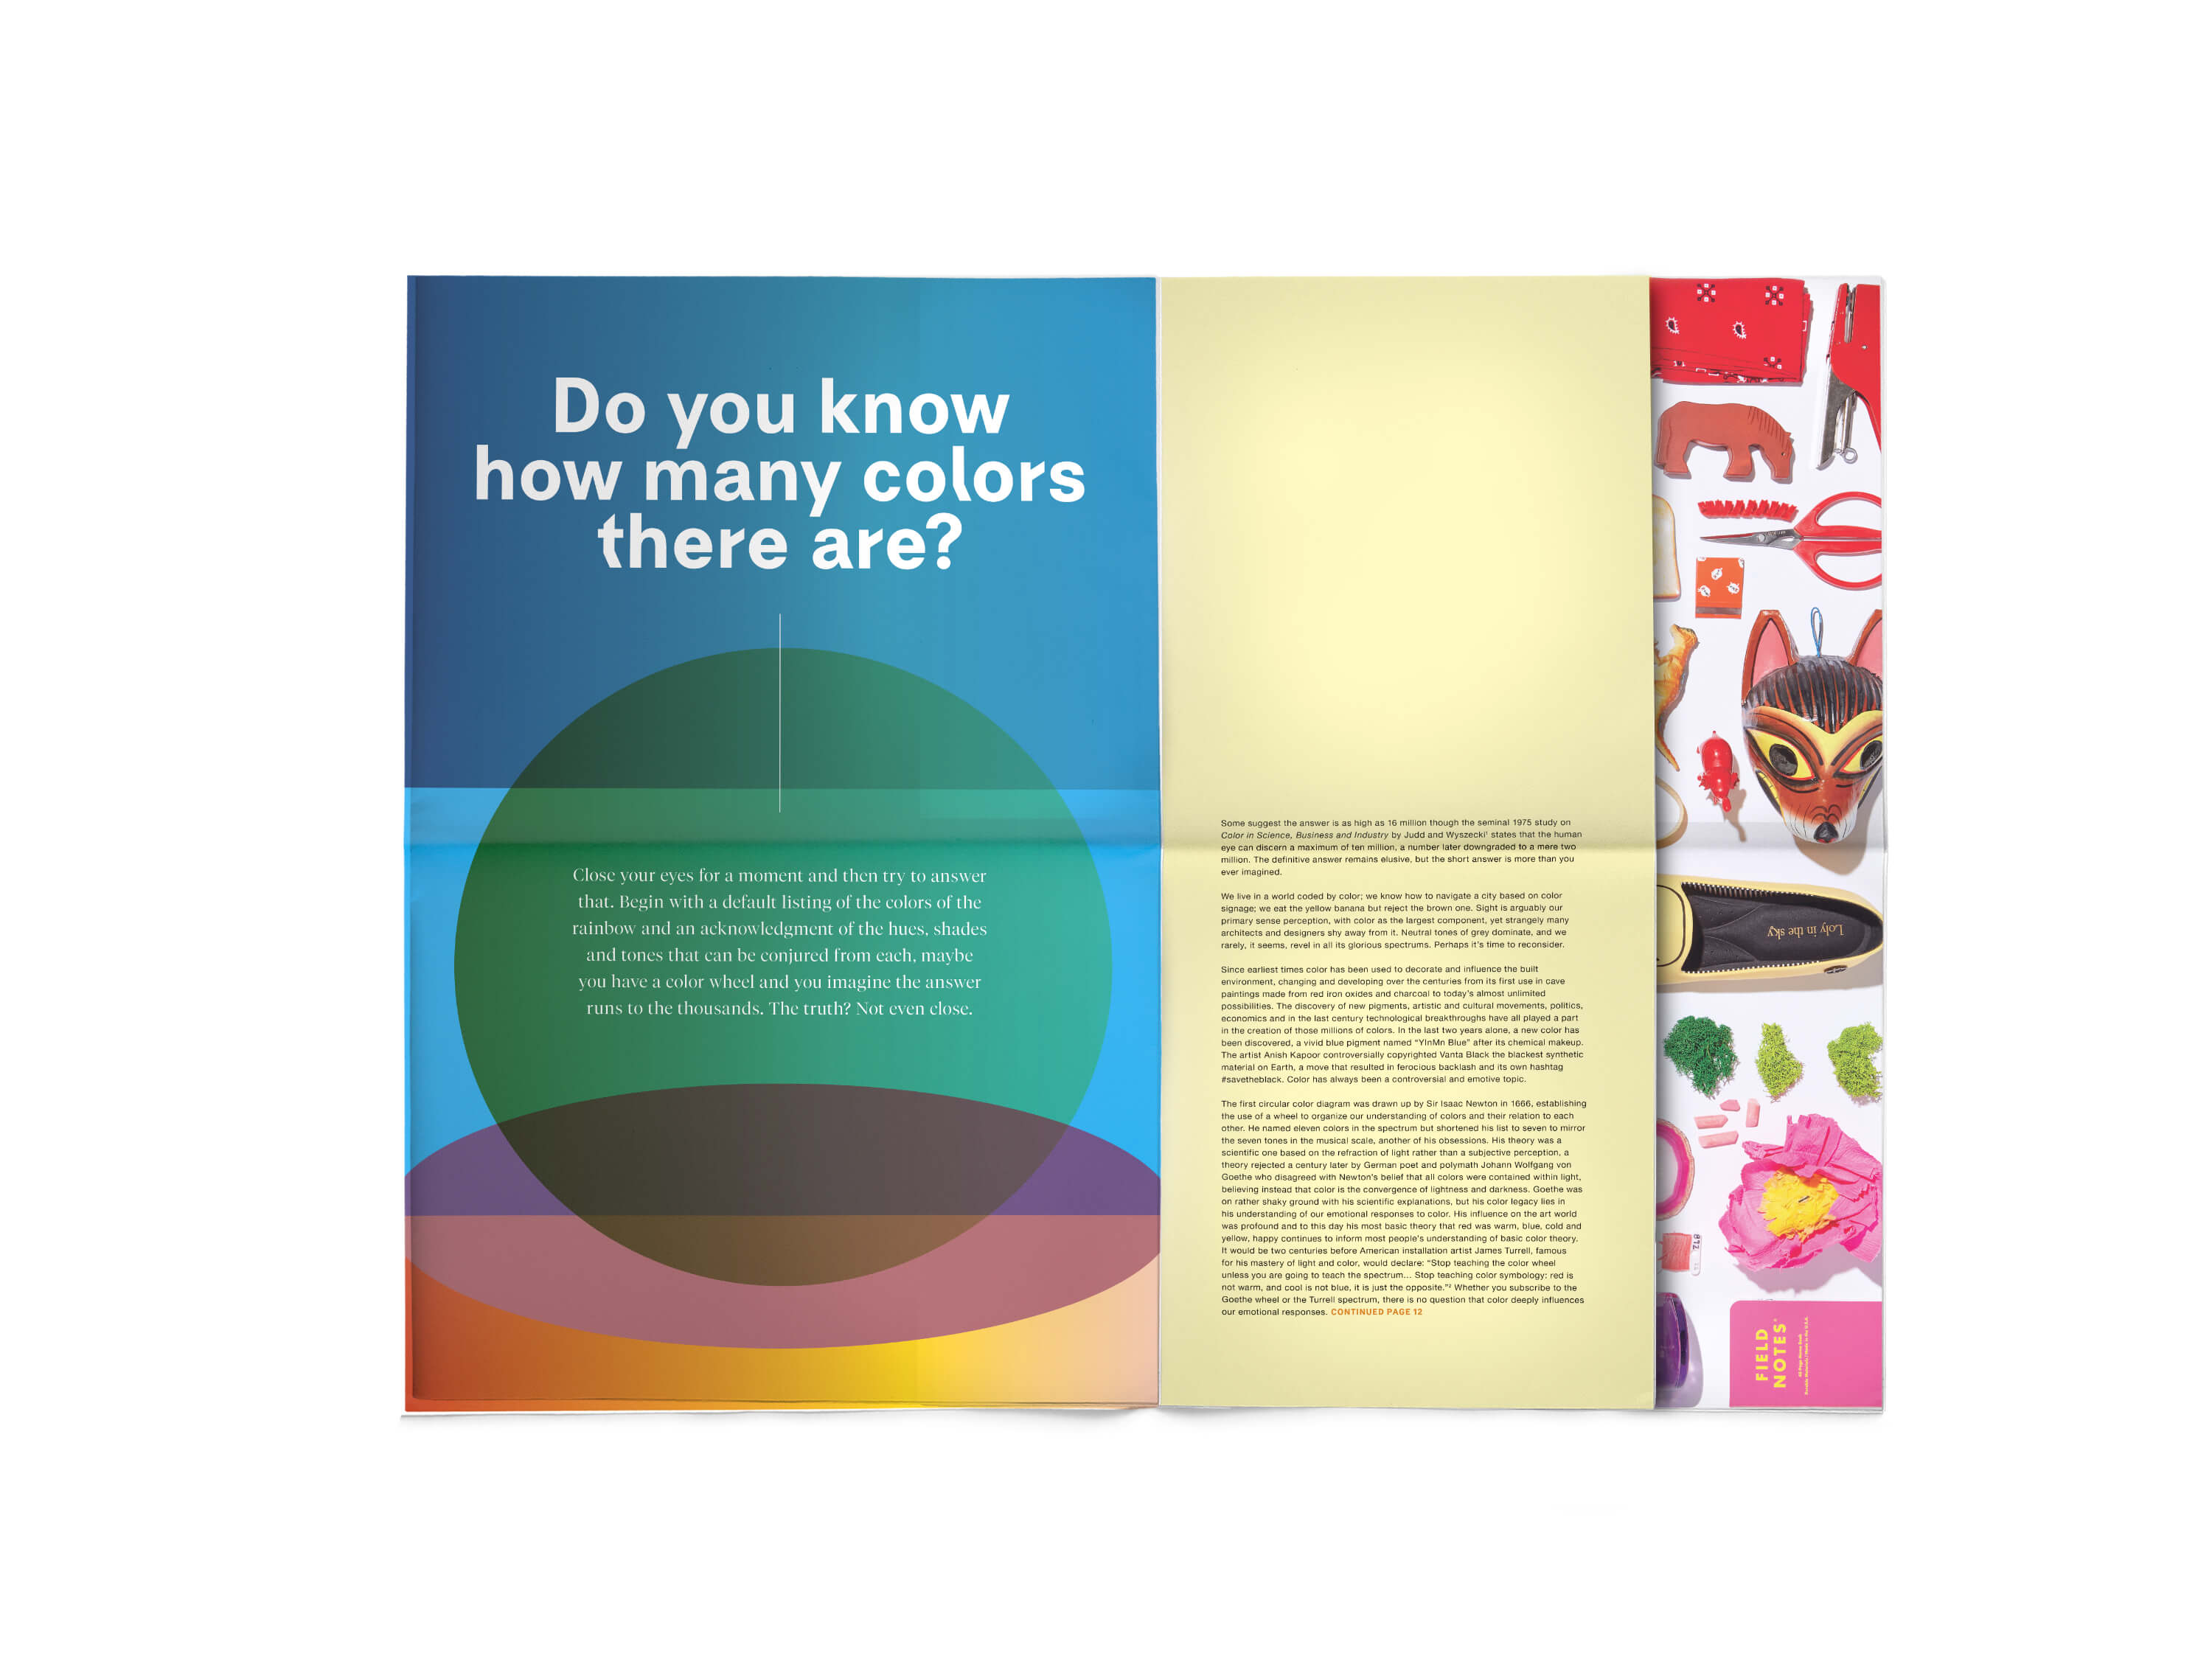 Do you know
how many colors
there are?
Close your eyes for a moment and then try to answer
that. Begin with a default listing of the colors of the
rainbow and an acknowledgment of the hues, shades
and tones that can be conjured from each, maybe
you have a color wheel and you imagine the answer
runs to the thousands. The truth? Not even close.
Some suggest the answer is as high as 16 million though the seminal 1975 study on
Color in Science, Business and Industry by Judd and Wyszecki¹ states that the human
eye can discern a maximum of ten million, a number later downgraded to a mere two
million. The definitive answer remains elusive, but the short answer is more than you
ever imagined.
We live in a world coded by color; we know how to navigate a city based on color
signage; we eat the yellow banana but reject the brown one. Sight is arguably our
primary sense perception, with color as the largest component, yet strangely many
architects and designers shy away from it. Neutral tones of grey dominate, and we
rarely, it seems, revel in all its glorious spectrums. Perhaps it's time to reconsider.
Since earliest times color has been used to decorate and influence the built
environment, changing and developing over the centuries from its first use in cave
paintings made from red iron oxides and charcoal to today's almost unlimited
possibilities. The discovery of new pigments, artistic and cultural movements, politics,
economics and in the last century technological breakthroughs have all played a part
in the creation of those millions of colors. In the last two years alone, a new color has
been discovered, a vivid blue pigment named “YInMn Blue” after its chemical makeup.
The artist Anish Kapoor controversially copyrighted Vanta Black the blackest synthetic
material on Earth, a move that resulted in ferocious backlash and its own hashtag
#savetheblack. Color has always been a controversial and emotive topic.
The first circular color diagram was drawn up by Sir Isaac Newton in 1666, establishing
the use of a wheel to organize our understanding of colors and their relation to each
other. He named eleven colors in the spectrum but shortened his list to seven to mirror
the seven tones in the musical scale, another of his obsessions. His theory was a
scientific one based on the refraction of light rather than a subjective perception, a
theory rejected a century later by German poet and polymath Johann Wolfgang von
Goethe who disagreed with Newton's belief that all colors were contained within light,
believing instead that color is the convergence of lightness and darkness. Goethe was
on rather shaky ground with his scientific explanations, but his color legacy lies in
his understanding of our emotional responses to color. His influence on the art world
was profound and to this day his most basic theory that red was warm, blue, cold and
yellow, happy continues to inform most people's understanding of basic color theory.
It would be two centuries before American installation artist James Turrell, famous
for his mastery of light and color, would declare: “Stop teaching the color wheel
unless you are going to teach the spectrum... Stop teaching color symbology: red is
not warm, and cool is not blue, it is just the opposite.”² Whether you subscribe to the
Goethe wheel or the Turrell spectrum, there is no question that color deeply influences
our emotional responses. CONTINUED PAGE 12
Loly in the sky
FIELD
NOTES